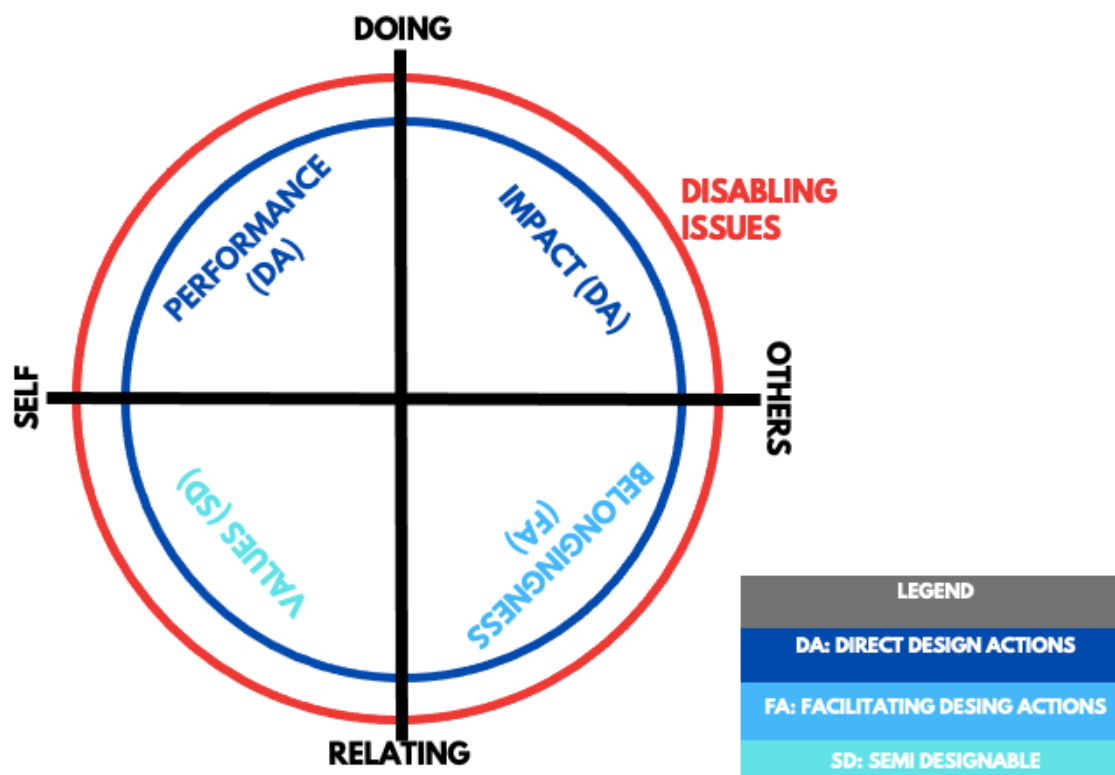 DOING
PERFORMANCE
(DA)
IMPACT (DA)
DISABLING
ISSUES
SELF
OTHERS
VALUES (SD)
BELONGINGNESS
(FA)
RELATING
LEGEND
DA: DIRECT DESIGN ACTIONS
FA: FACILITATING DESING ACTIONS
SD: SEMI DESIGNABLE